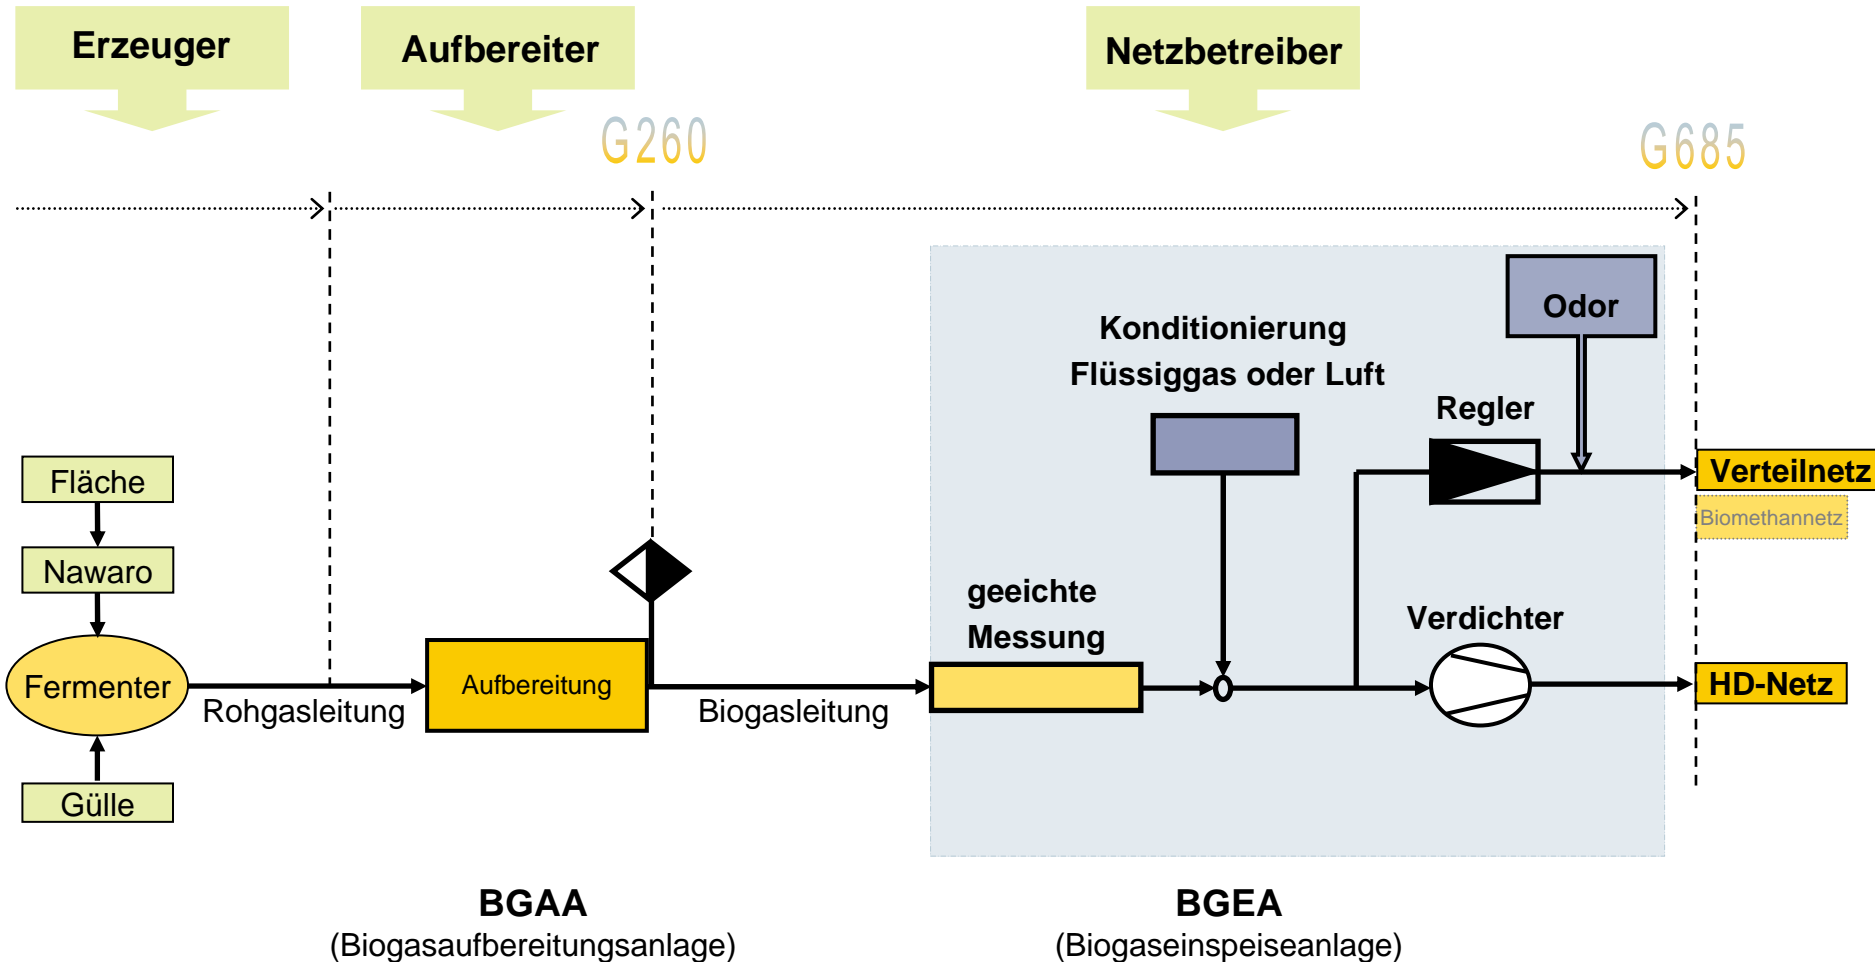 Erzeuger
Aufbereiter
Netzbetreiber
G260
G685
Odor
Konditionierung
Flüssiggas oder Luft
Regler
Fläche
Verteilnetz
Biomethannetz
Nawaro
geeichte
Messung
Verdichter
Fermenter
Aufbereitung
HD-Netz
Rohgasleitung
Biogasleitung
Gülle
BGAA
(Biogasaufbereitungsanlage)
BGEA
(Biogaseinspeiseanlage)